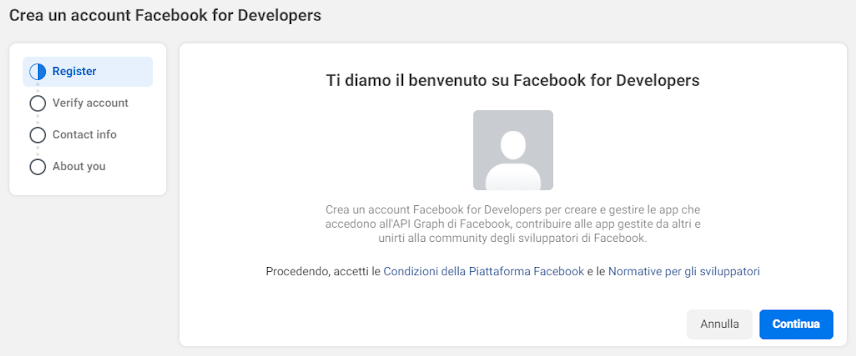 Crea un account Facebook for Developers
Register
Verify account
Contact info
About you
Ti diamo il benvenuto su Facebook for Developers
Crea un account Facebook for Developers per creare e gestire le app che
accedono all'API Graph di Facebook, contribuire alle app gestite da altri e
unirti alla community degli sviluppatori di Facebook.
Procedendo, accetti le Condizioni della Piattaforma Facebook e le Normative per gli sviluppatori
Annulla
Continua